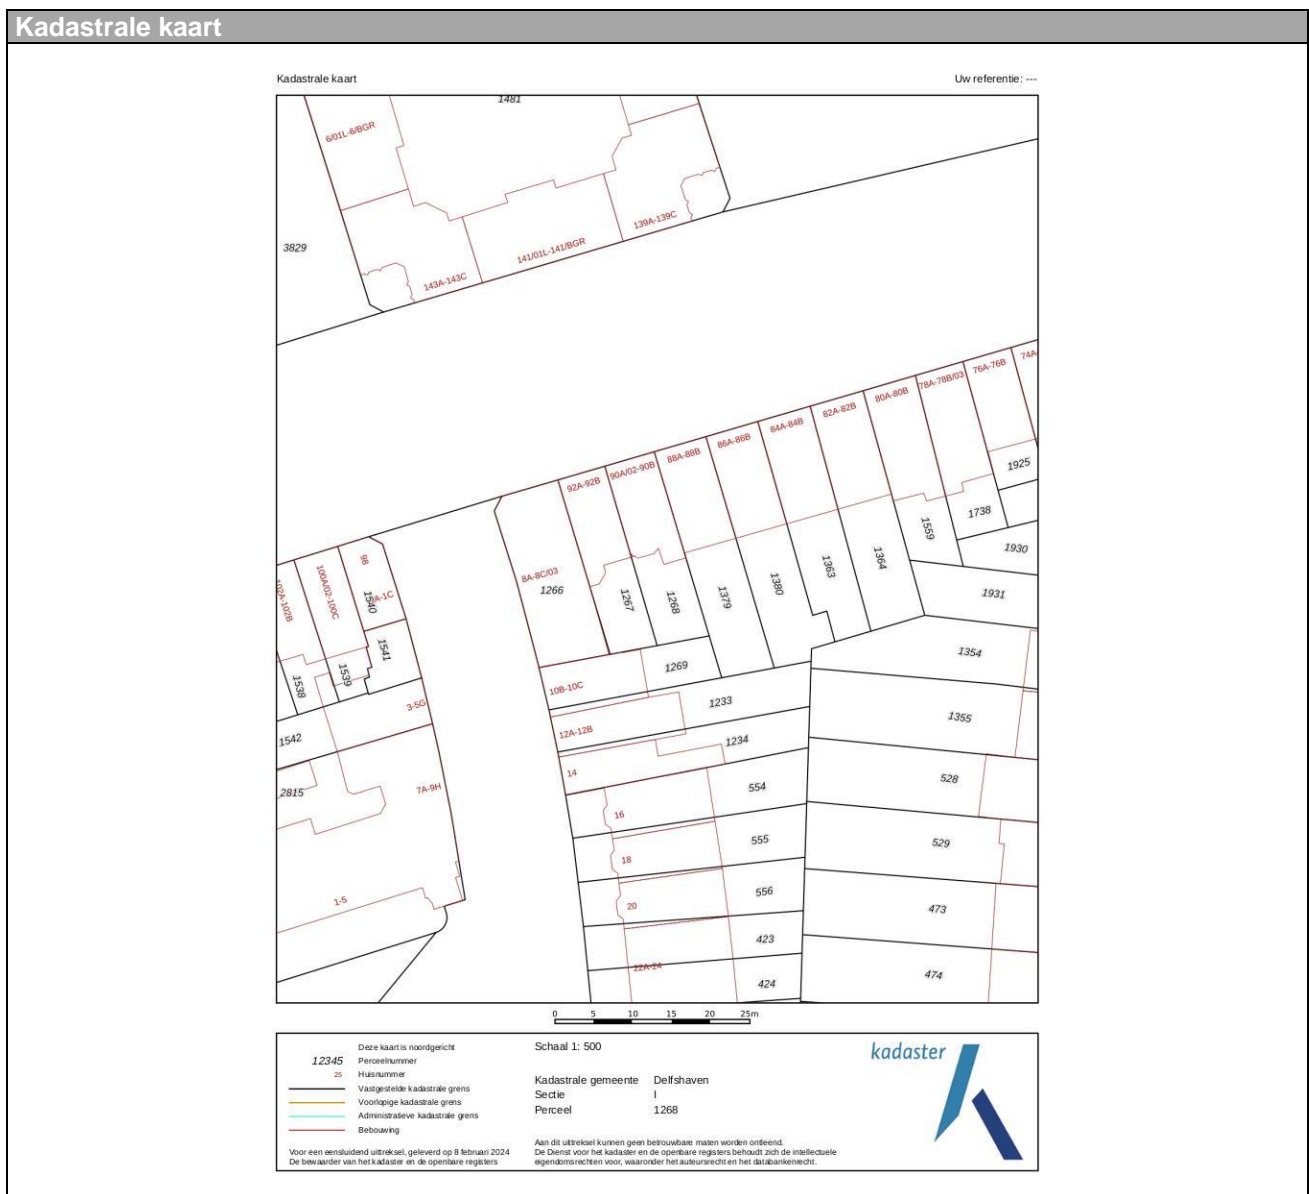 Kadastrale kaart
Kadastrale kaart
Uw referentie: ---
1481
6/01L-6/BGR
139A-139C
3829
141/01L-141/BGR
143A-143C
74A-
76A-76B
78A-78B/03
80A-80B
82A-82B
84A-84B
86A-86B
88A-88B
90A/02-90B
92A-92B
1925
1738
1559
1930
1364
1363
1931
98
100A/02-100C
102A-102B
8A-8C/03
1266
1267
1268
1379
1380
1540
1A-1C
1541
1539
1538
1354
1269
10B-10C
1233
3-5G
1355
12A-12B
1234
1542
14
528
554
7A-9H
2815
16
555
529
18
556
1-5
20
473
423
22A-24
474
424
0 5 10 15 20 25m
Deze kaart is noordgericht
12345 Perceelnummer
25 Huisnummer
Vastgestelde kadastrale grens
Voorlopige kadastrale grens
Administratieve kadastrale grens
Bebouwing
Voor een eensluidend uittreksel, geleverd op 8 februari 2024
De bewaarder van het kadaster en de openbare registers
Schaal 1: 500
Kadastrale gemeente Delfshaven
Sectie I
Perceel 1268
Aan dit uittreksel kunnen geen betrouwbare maten worden ontleend.
De Dienst voor het kadaster en de openbare registers behoudt zich de intellectuele
eigendomsrechten voor, waaronder het auteursrecht en het databankenrecht.
kadaster